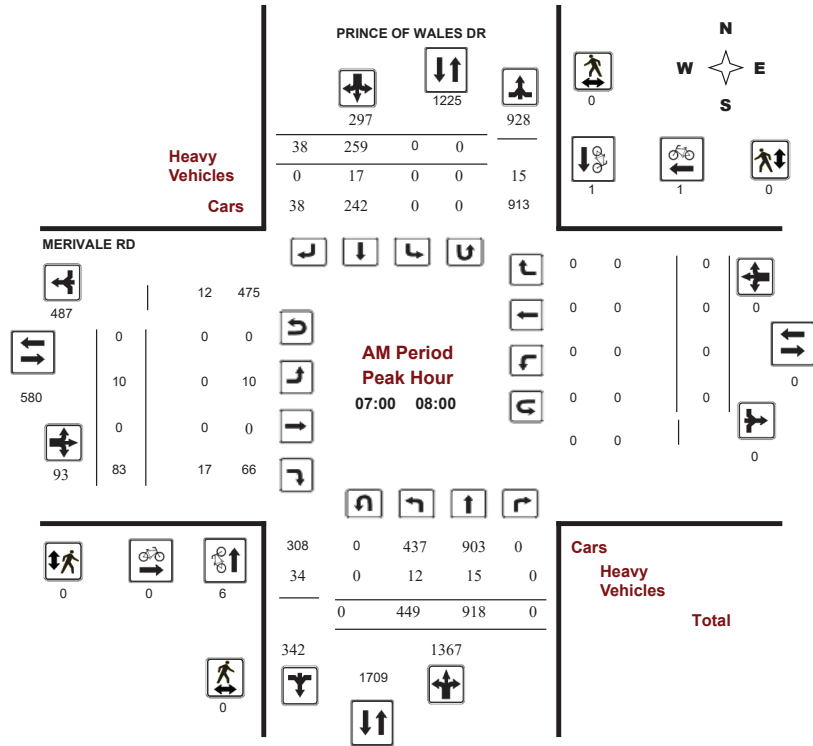 PRINCE OF WALES DR
N
W E
S
1225
0
297 928
38 259 0 0
Heavy
Vehicles
0 17 0 0 15
1 1 0
Cars
38 242 0 0 913
MERIVALE RD
0 0 0
487
12 475
0
0 0 0
0 0 0
AM Period
Peak Hour
07:00 08:00
580
0 0 0
0
10 0 10
0 0 0
0 0 0
0 0
0
93
83 17 66
308 0 437 903 0
Cars
34 0 12 15 0
Heavy
Vehicles
0 0 6
0 449 918 0
Total
342 1367
1709
0